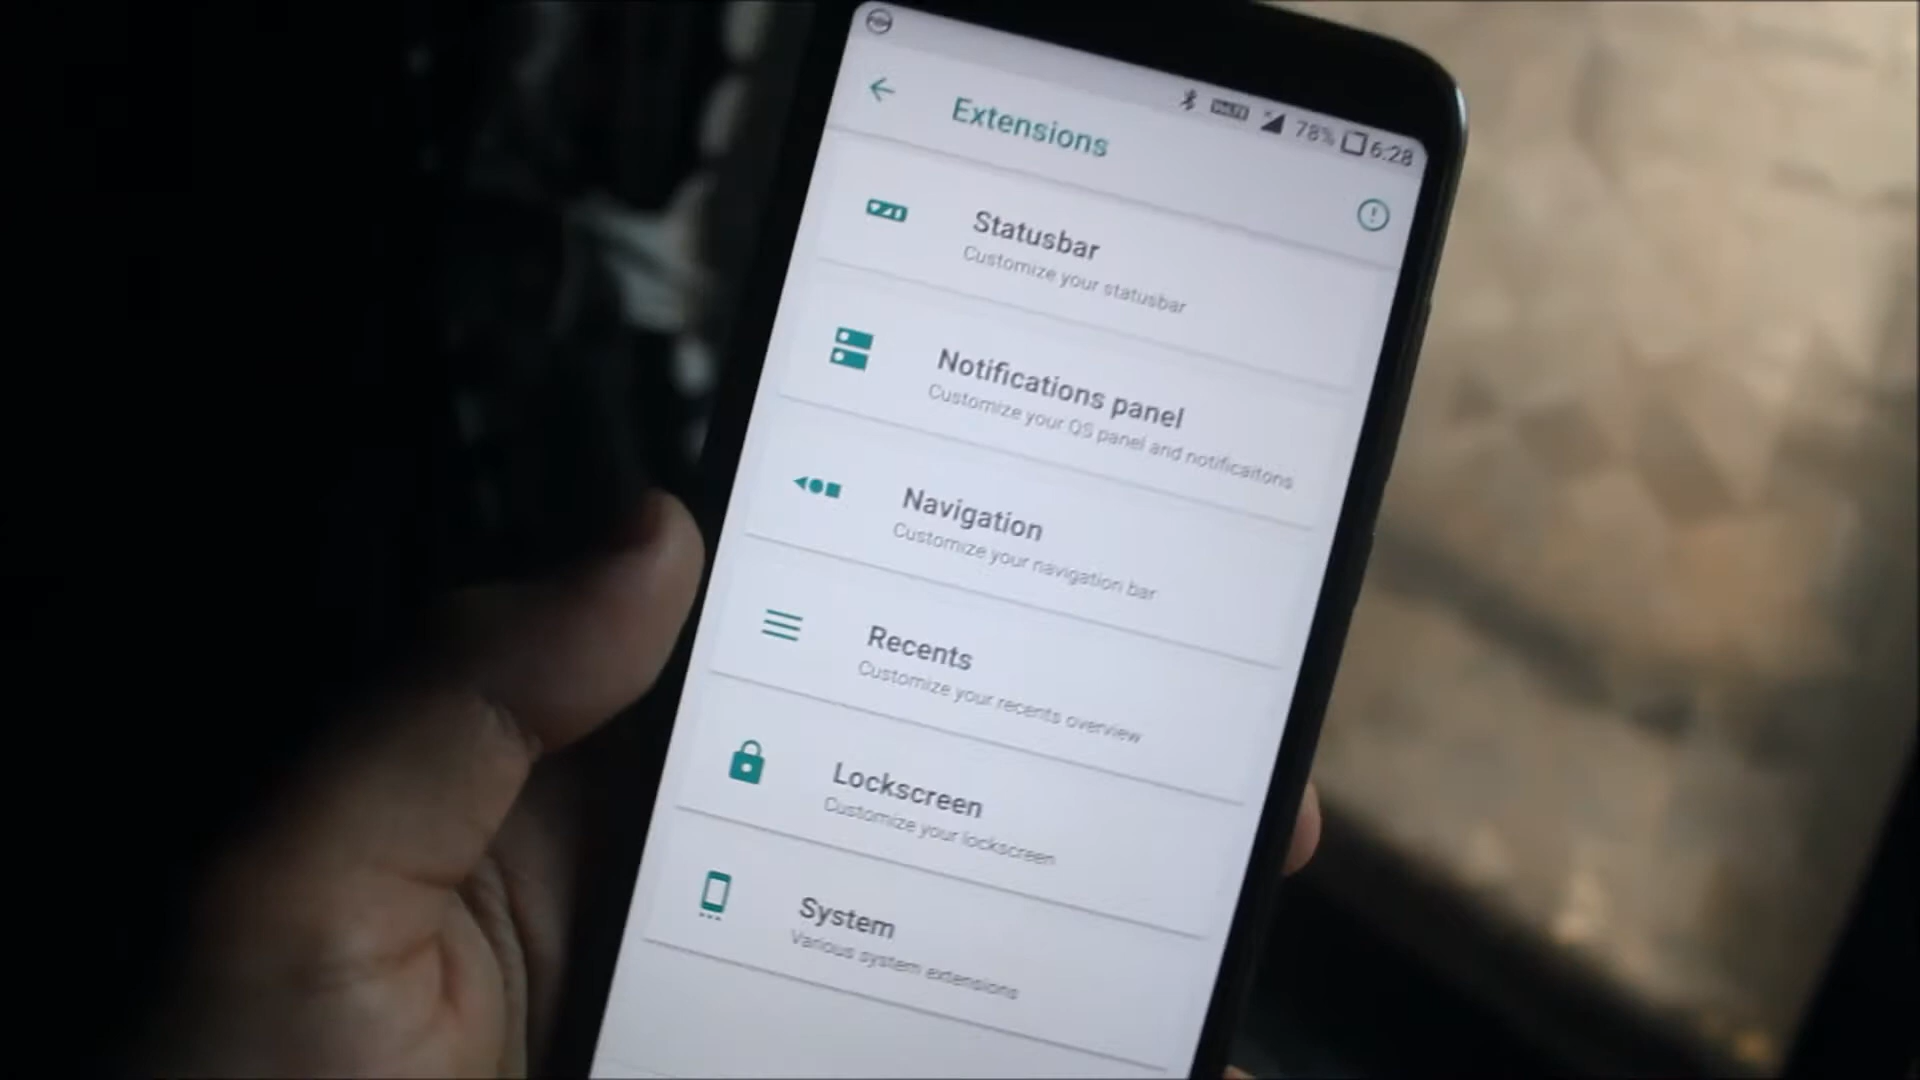 VoLTE 78% 6:28
Extensions
Statusbar
Customize your statusbar
Notifications panel
Customize your QS panel and notificaitons
Navigation
Customize your navigation bar
Recents
Customize your recents overview
Lockscreen
Customize your lockscreen
System
Various system extensions